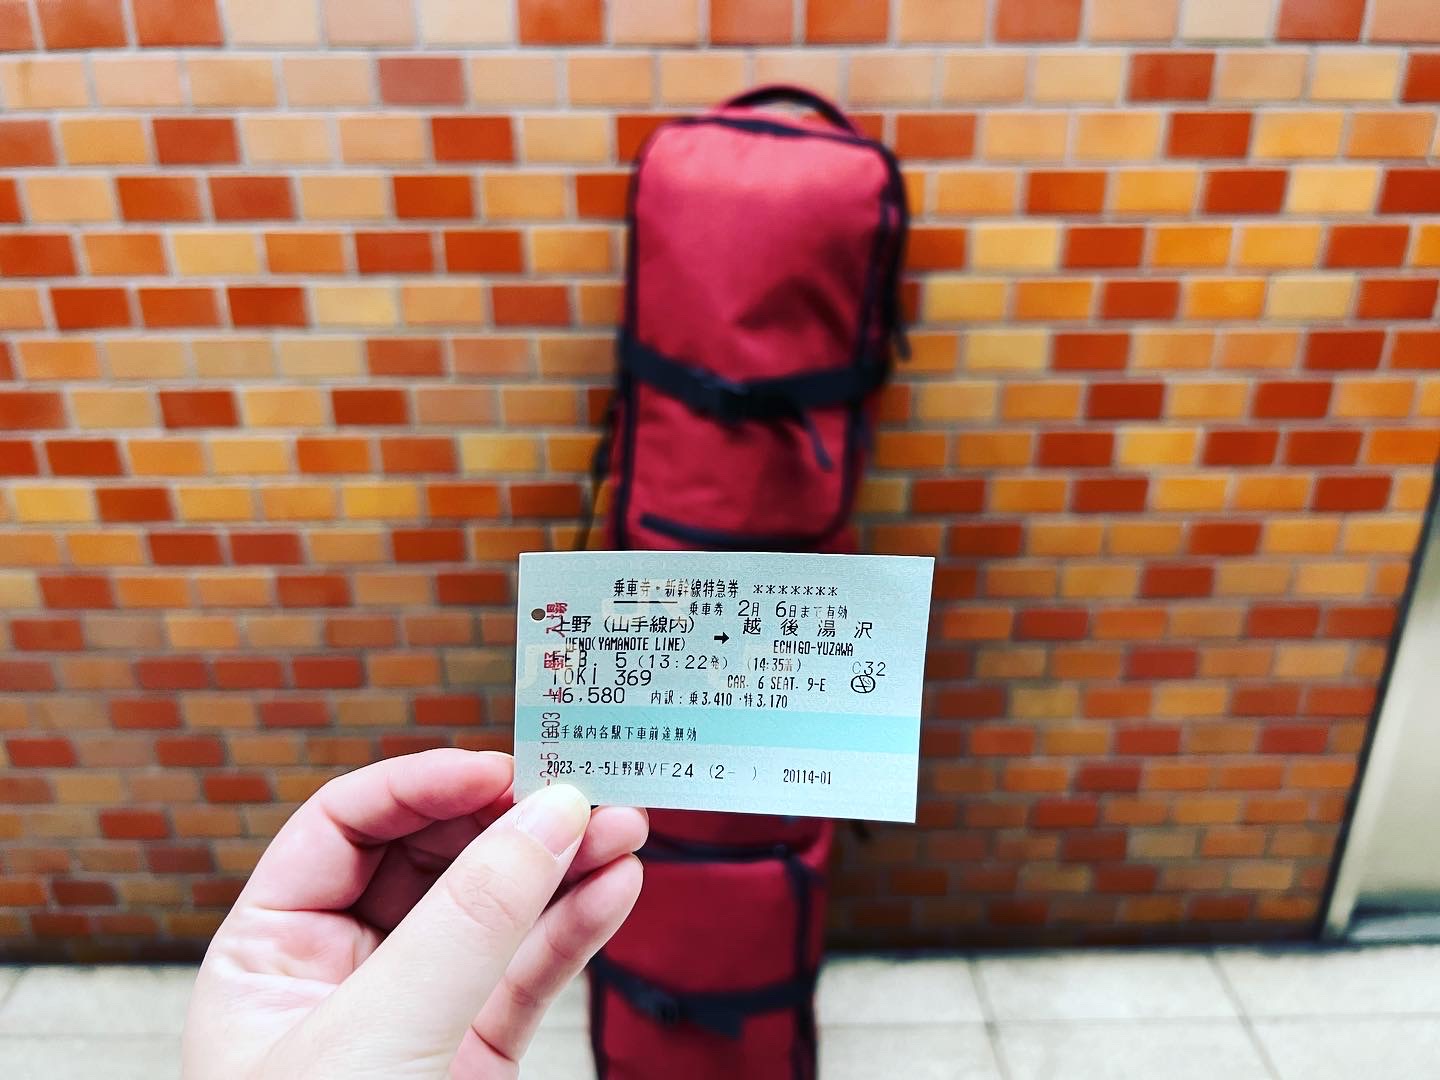 乗車券・新幹線特急券 *******
乗車券 2月 6日まで有効
上野(山手線内) ➡ 越後湯沢
UENO(YAMANOTE LINE) ECHIGO-YUZAWA
FEB. 5 (13:22発) (14:35着) C32
TOKI 369 CAR. 6 SEAT. 9-E
¥6,580 内訳:乗3,410・特3,170
山手線内各駅下車前途無効
2023.-2.-5上野駅VF24 (2- ) 20114-01
上野 入場